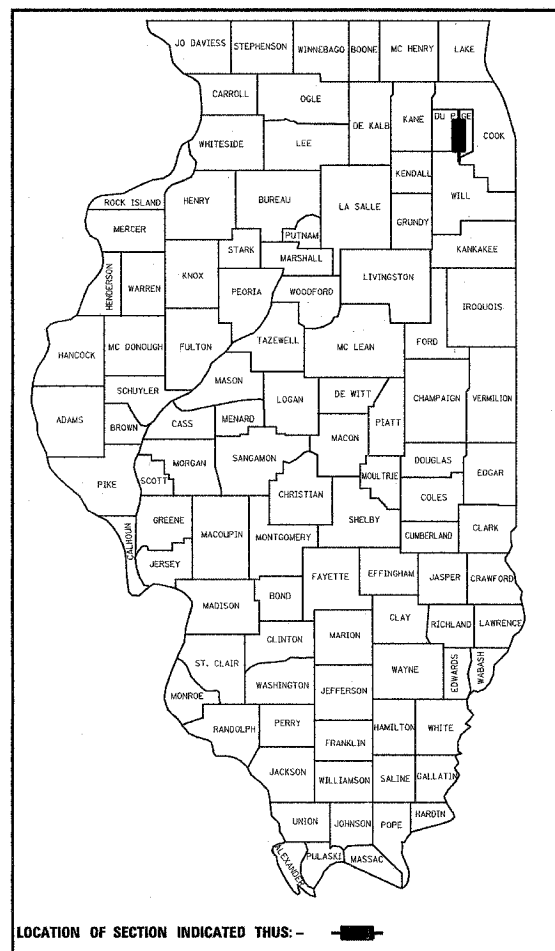 JO DAVIESS
STEPHENSON
WINNEBAGO
BOONE
MC HENRY
LAKE
CARROLL
OGLE
DE KALB
KANE
DU P GE
COOK
WHITESIDE
LEE
KENDALL
WILL
ROCK ISLAND
HENRY
BUREAU
LA SALLE
GRUNDY
MERCER
PUTNAM
KANKAKEE
STARK
MARSHALL
HENDERSON
WARREN
KNOX
PEORIA
WOODFORD
LIVINGSTON
IROQUOIS
HANCOCK
MC DONOUGH
FULTON
TAZEWELL
MC LEAN
FORD
MASON
SCHUYLER
LOGAN
DE WITT
CHAMPAIGN
VERMILION
ADAMS
BROWN
CASS
MENARD
MACON
PIATT
PIKE
SCOTT
MORGAN
SANGAMON
MOULTRIE
DOUGLAS
EDGAR
CHRISTIAN
COLES
CALHOUN
GREENE
MACOUPIN
MONTGOMERY
SHELBY
CUMBERLAND
CLARK
JERSEY
FAYETTE
EFFINGHAM
JASPER
CRAWFORD
MADISON
BOND
CLAY
RICHLAND
LAWRENCE
CLINTON
MARION
ST. CLAIR
WAYNE
EDWARDS
WABASH
MONROE
WASHINGTON
JEFFERSON
RANDOLPH
PERRY
FRANKLIN
HAMILTON
WHITE
JACKSON
WILLIAMSON
SALINE
GALLATIN
UNION
JOHNSON
POPE
HARDIN
ALEXANDER
PULASKI
MASSAC
LOCATION OF SECTION INDICATED THUS: -